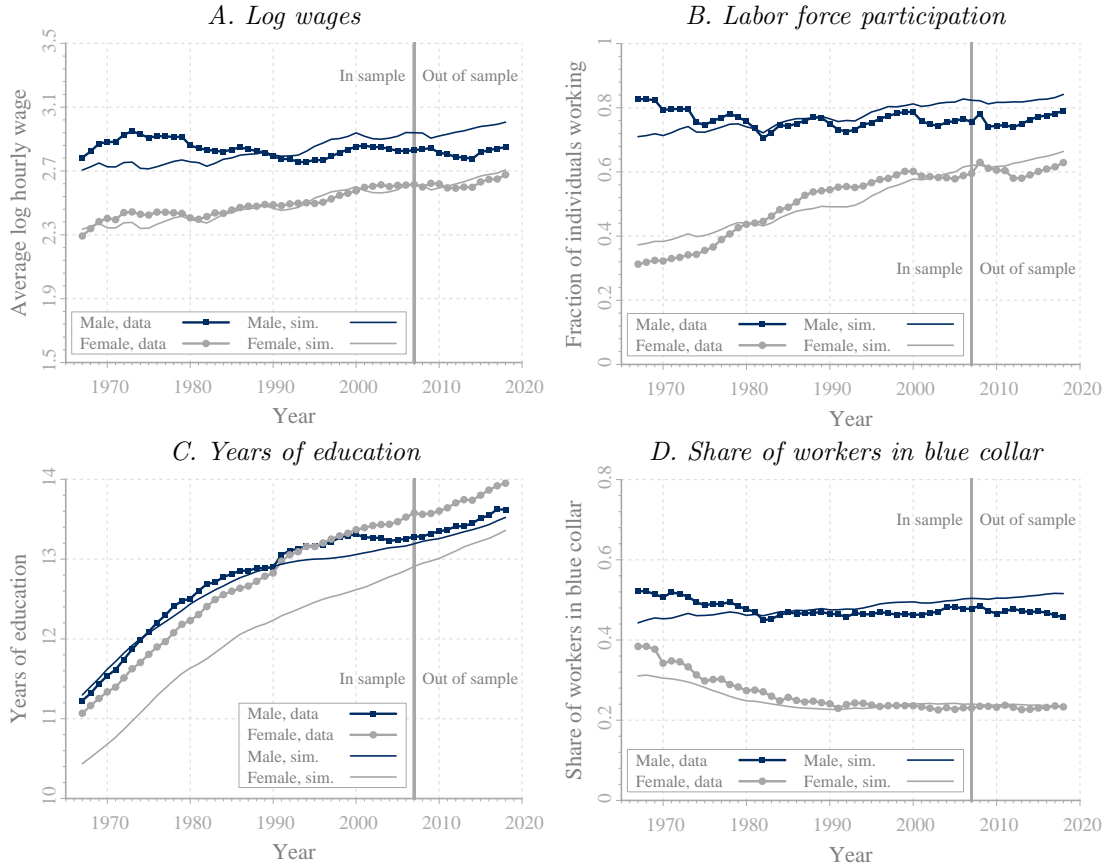 A. Log wages
Average log hourly wage
1.5 1.9 2.3 2.7 3.1 3.5
In sample Out of sample
Male, data Male, sim.
Female, data Female, sim.
1970 1980 1990 2000 2010 2020
Year
B. Labor force participation
Fraction of individuals working
0 0.2 0.4 0.6 0.8 1
In sample Out of sample
Male, data Male, sim.
Female, data Female, sim.
1970 1980 1990 2000 2010 2020
Year
C. Years of education
Years of education
10 11 12 13 14
In sample Out of sample
Male, data
Female, data
Male, sim.
Female, sim.
1970 1980 1990 2000 2010 2020
Year
D. Share of workers in blue collar
Share of workers in blue collar
0 0.2 0.4 0.6 0.8
In sample Out of sample
Male, data Male, sim.
Female, data Female, sim.
1970 1980 1990 2000 2010 2020
Year